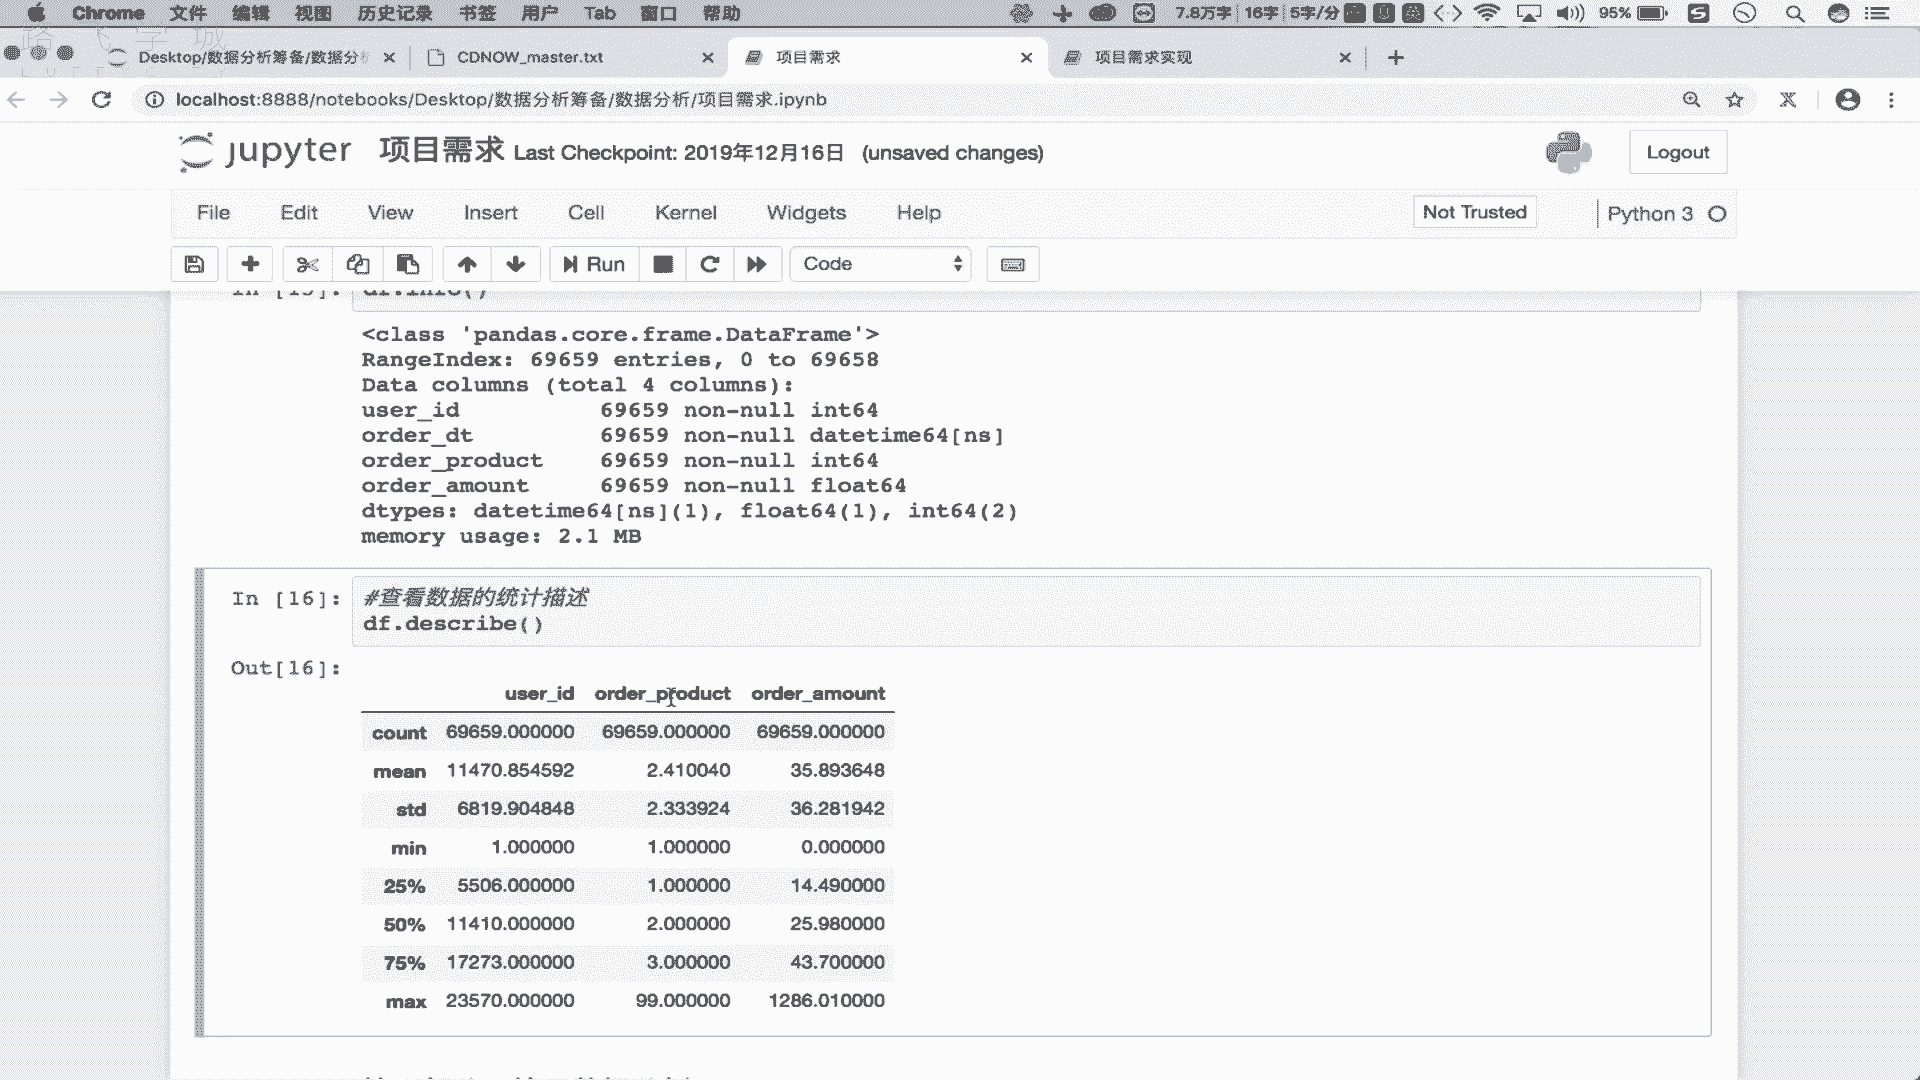 Chrome 文件 编辑 视图 历史记录 书签 用户 Tab 窗口 帮助 7.8万字 16字 5字/分 95%
Desktop/数据分析筹备/数据分析 CDNOW_master.txt 项目需求 项目需求实现
localhost:8888/notebooks/Desktop/数据分析筹备/数据分析/项目需求.ipynb
jupyter 项目需求 Last Checkpoint: 2019年12月16日 (unsaved changes) Logout
File Edit View Insert Cell Kernel Widgets Help Not Trusted Python 3
Run Code
In [15]: df.info()
<class 'pandas.core.frame.DataFrame'>
RangeIndex: 69659 entries, 0 to 69658
Data columns (total 4 columns):
user_id 69659 non-null int64
order_dt 69659 non-null datetime64[ns]
order_product 69659 non-null int64
order_amount 69659 non-null float64
dtypes: datetime64[ns](1), float64(1), int64(2)
memory usage: 2.1 MB
In [16]: #查看数据的统计描述
df.describe()
Out[16]:
user_id order_product order_amount
count 69659.000000 69659.000000 69659.000000
mean 11470.854592 2.410040 35.893648
std 6819.904848 2.333924 36.281942
min 1.000000 1.000000 0.000000
25% 5506.000000 1.000000 14.490000
50% 11410.000000 2.000000 25.980000
75% 17273.000000 3.000000 43.700000
max 23570.000000 99.000000 1286.010000